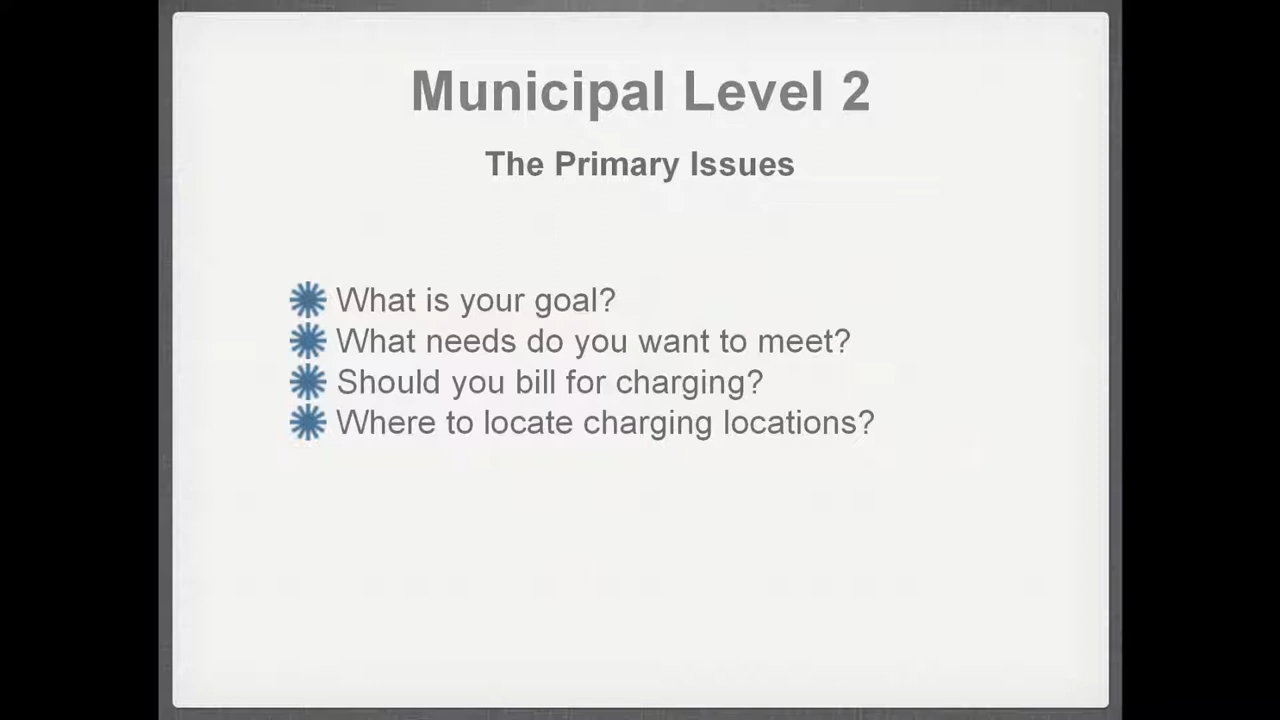 Municipal Level 2
The Primary Issues
What is your goal?
What needs do you want to meet?
Should you bill for charging?
Where to locate charging locations?